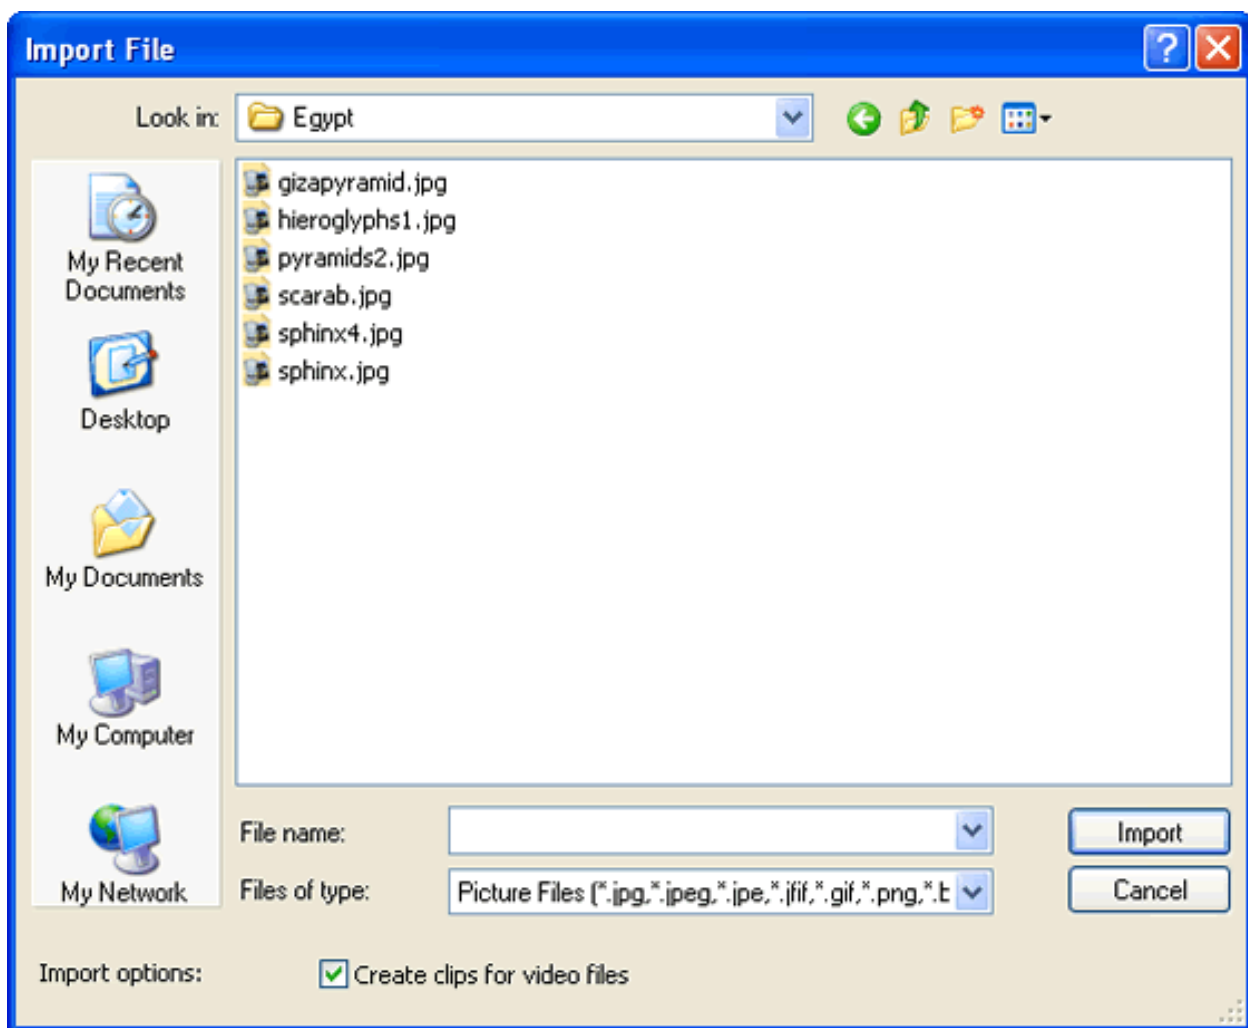 Import File
Look in:
Egypt
My Recent
Documents
Desktop
My Documents
My Computer
My Network
gizapyramid.jpg
hieroglyphs1.jpg
pyramids2.jpg
scarab.jpg
sphinx4.jpg
sphinx.jpg
File name:
Import
Files of type:
Picture Files (*.jpg,*.jpeg,*.jpe,*.jfif,*.gif,*.png,*.b
Cancel
Import options:
Create clips for video files